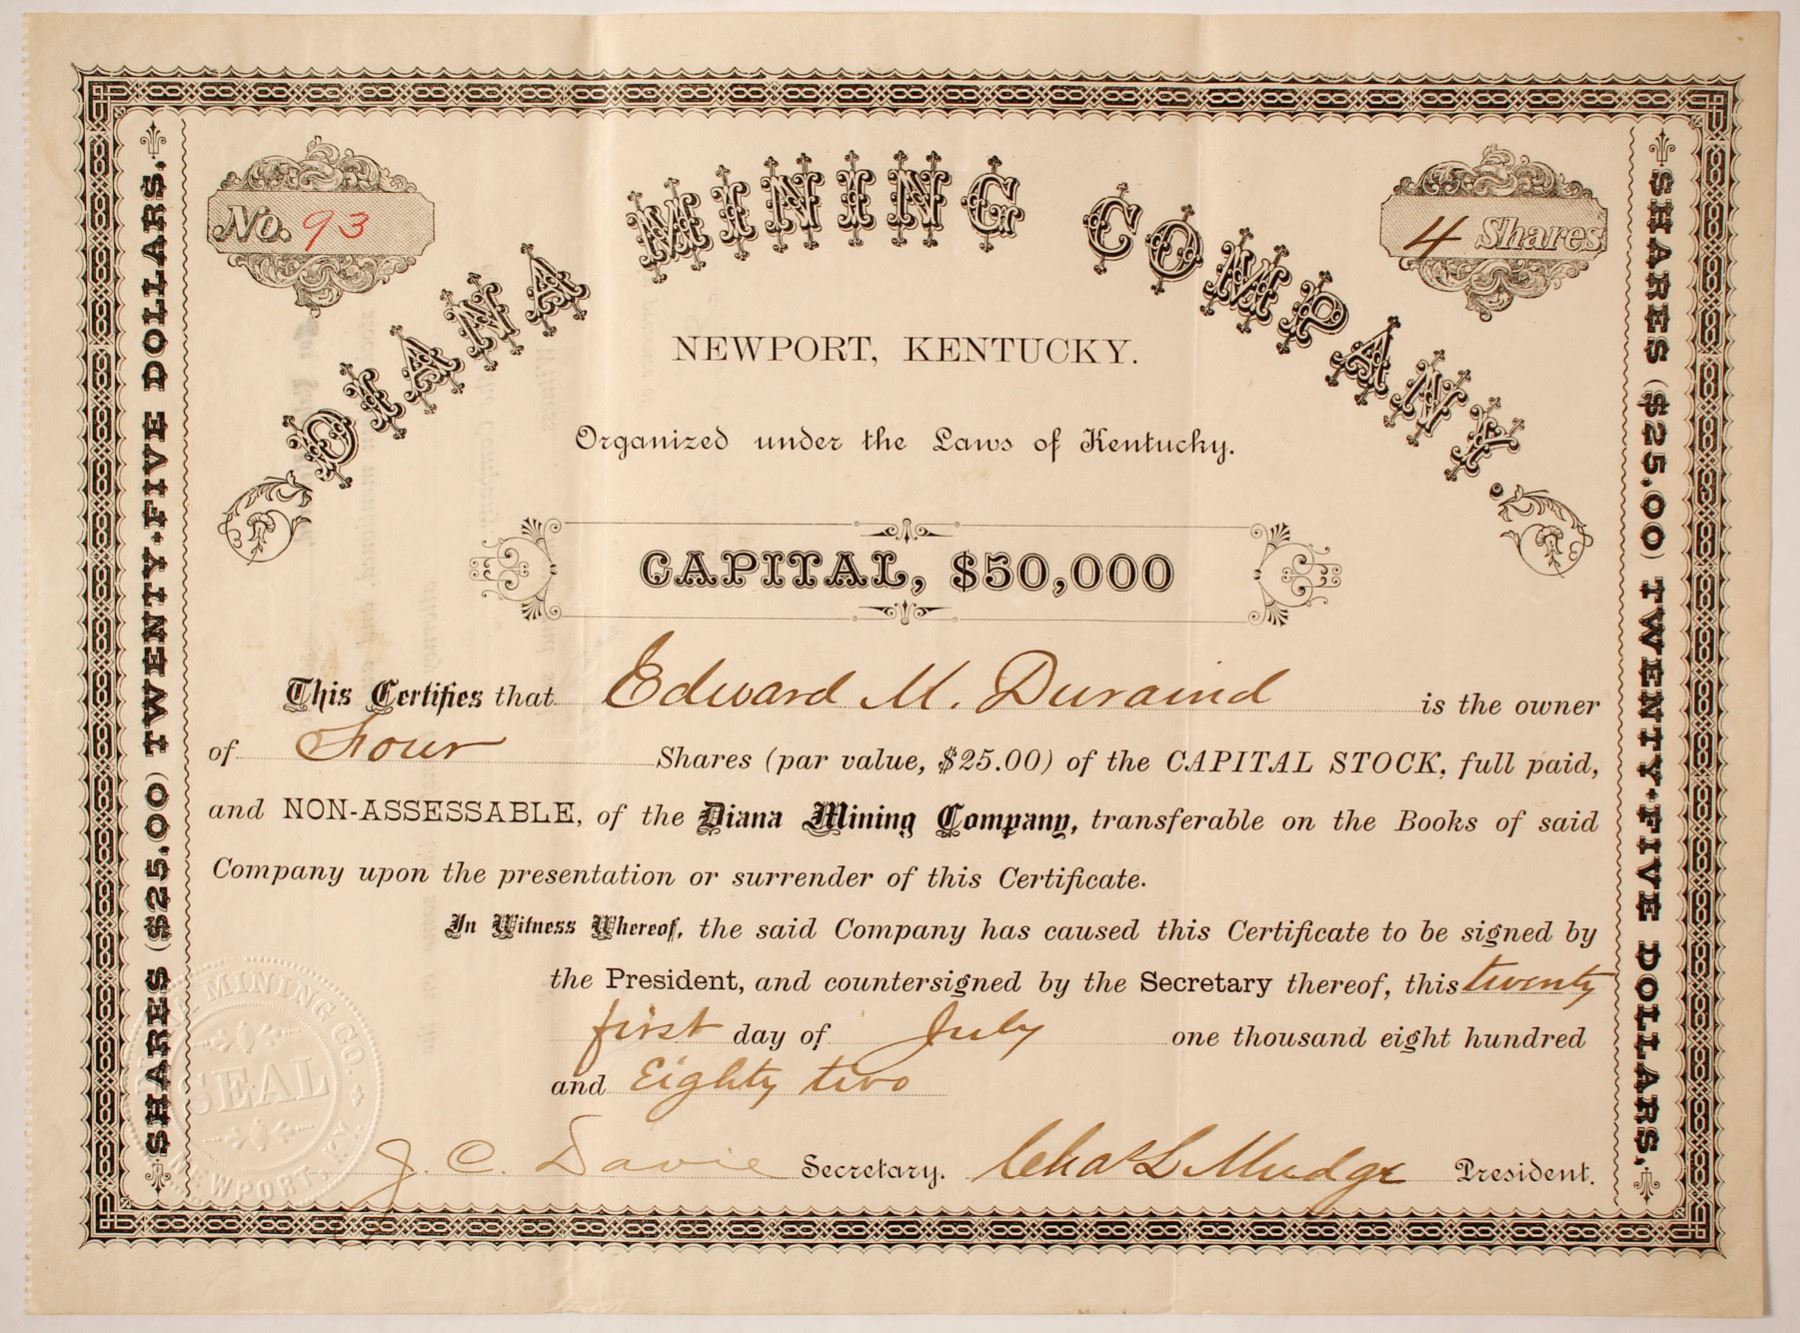 No. 93
4 Shares
DIANA MINING COMPANY.
NEWPORT, KENTUCKY.
Organized under the Laws of Kentucky.
CAPITAL, $50,000
This Certifies that Edward M. Duraind is the owner
of Four Shares (par value, $25.00) of the CAPITAL STOCK, full paid,
and NON-ASSESSABLE, of the Diana Mining Company, transferable on the Books of said
Company upon the presentation or surrender of this Certificate.
In Witness Whereof, the said Company has caused this Certificate to be signed by
the President, and countersigned by the Secretary thereof, this twenty
first day of July one thousand eight hundred
and Eighty two
J. C. Davie Secretary. Chas L Mudge President.
SHARES ($25.00) TWENTY-FIVE DOLLARS.
SHARES ($25.00) TWENTY-FIVE DOLLARS.
MINING CO.
SEAL
NEWPORT, KY.